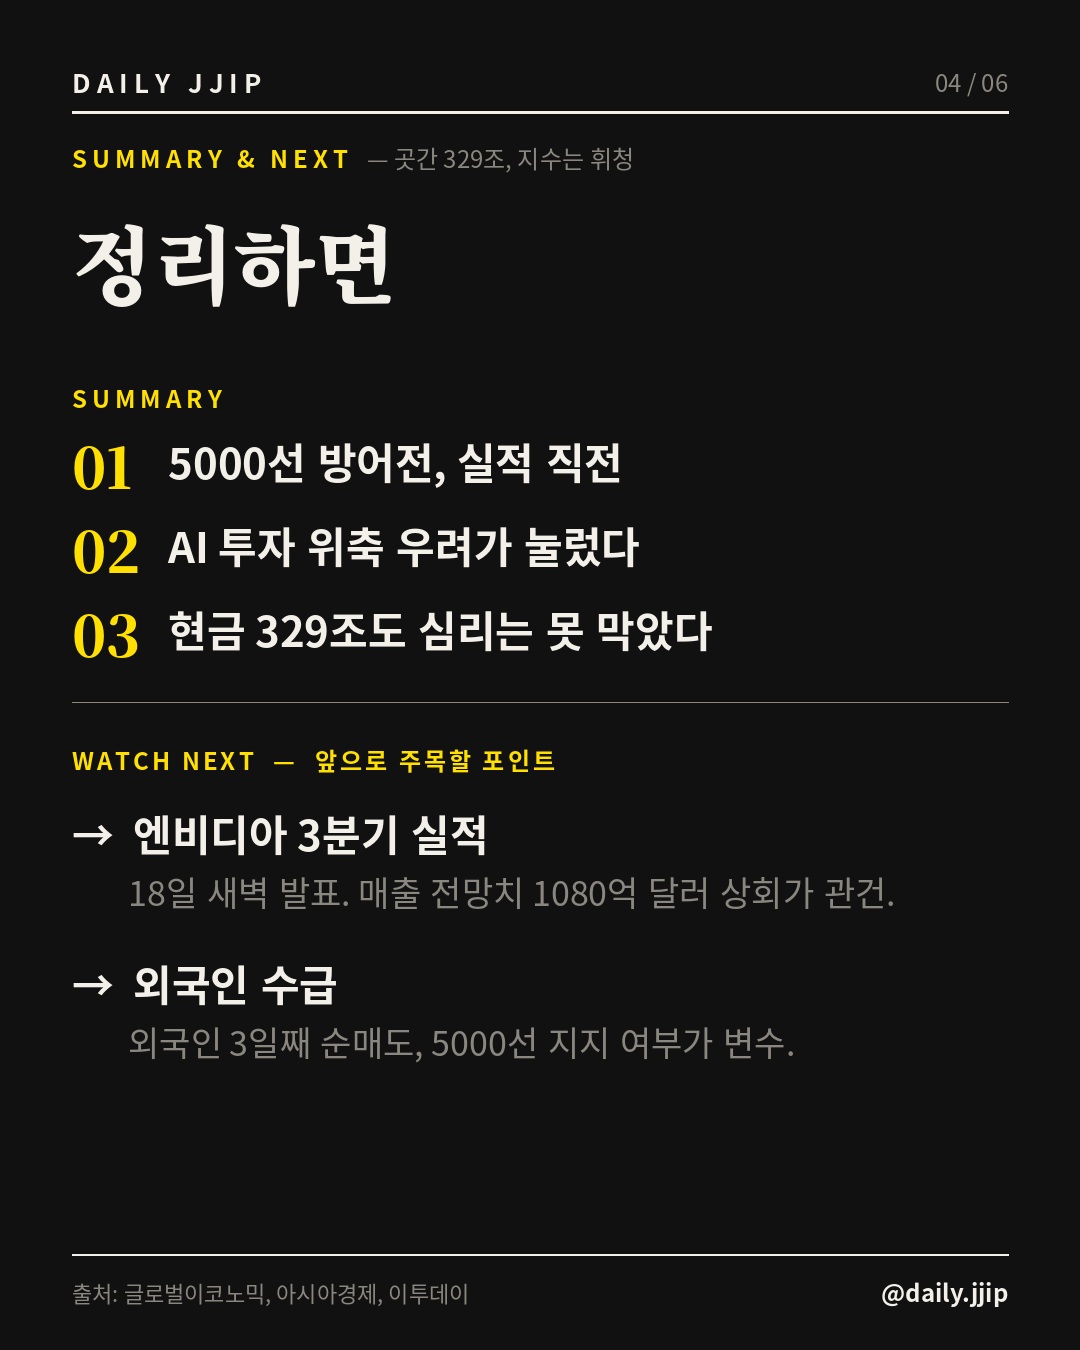 DAILY JJIP
04 / 06
SUMMARY & NEXT — 곳간 329조, 지수는 휘청
정리하면
SUMMARY
01 5000선 방어전, 실적 직전
02 AI 투자 위축 우려가 눌렀다
03 현금 329조도 심리는 못 막았다
WATCH NEXT — 앞으로 주목할 포인트
→ 엔비디아 3분기 실적
18일 새벽 발표. 매출 전망치 1080억 달러 상회가 관건.
→ 외국인 수급
외국인 3일째 순매도, 5000선 지지 여부가 변수.
출처: 글로벌이코노믹, 아시아경제, 이투데이
@daily.jjip